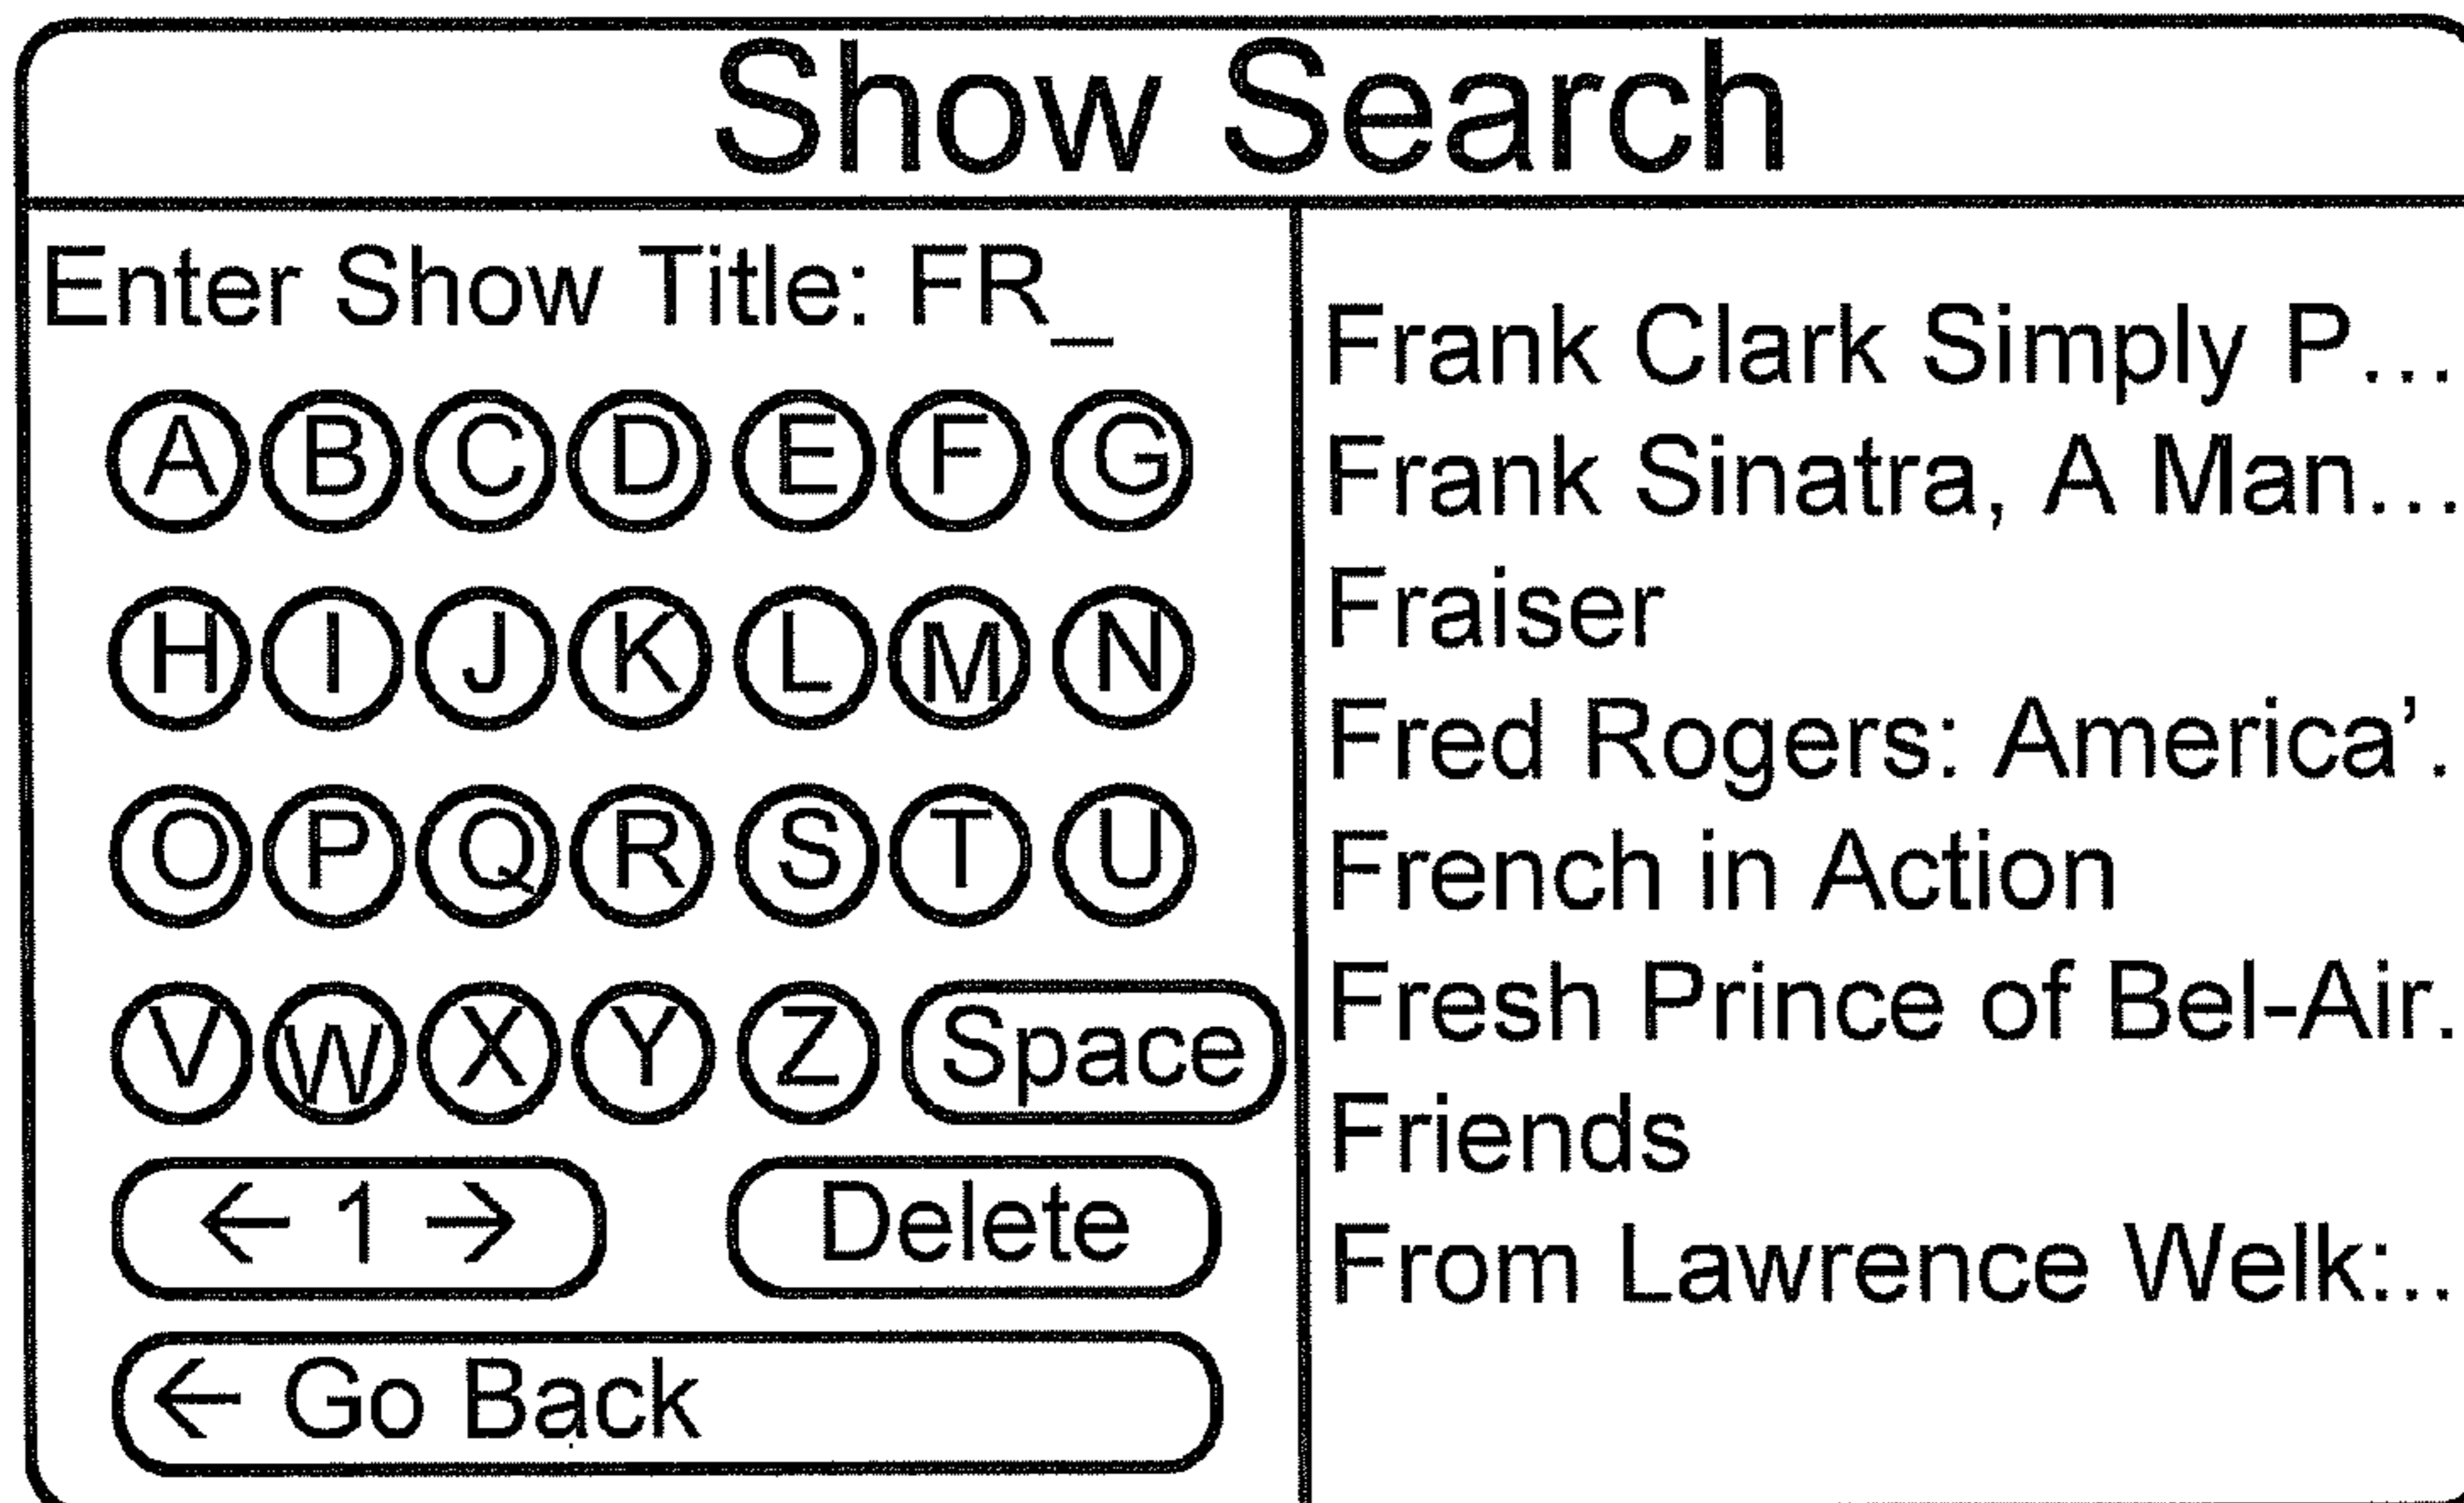 Show Search
Enter Show Title: FR_
A B C D E F G
H I J K L M N
O P Q R S T U
V W X Y Z Space
← 1 → Delete
← Go Back
Frank Clark Simply P...
Frank Sinatra, A Man...
Fraiser
Fred Rogers: America'.
French in Action
Fresh Prince of Bel-Air.
Friends
From Lawrence Welk:..